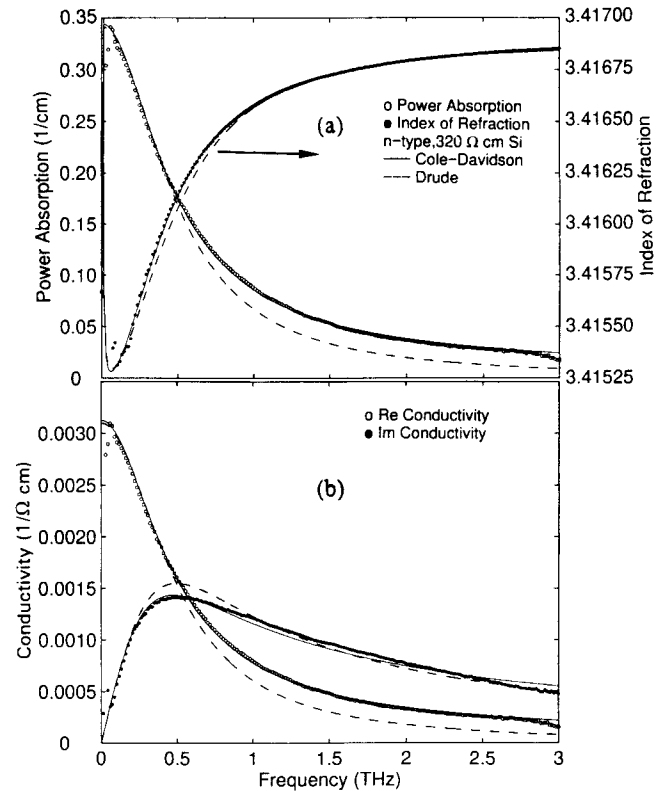 0.35
0.30
0.25
0.20
0.15
0.10
0.05
0
Power Absorption (1/cm)
3.41700
3.41675
3.41650
3.41625
3.41600
3.41575
3.41550
3.41525
Index of Refraction
(a)
Power Absorption
Index of Refraction
n-type,320 Ω cm Si
Cole-Davidson
Drude
0.0030
0.0025
0.0020
0.0015
0.0010
0.0005
0
Conductivity (1/Ω cm)
Re Conductivity
Im Conductivity
(b)
0 0.5 1 1.5 2 2.5 3
Frequency (THz)